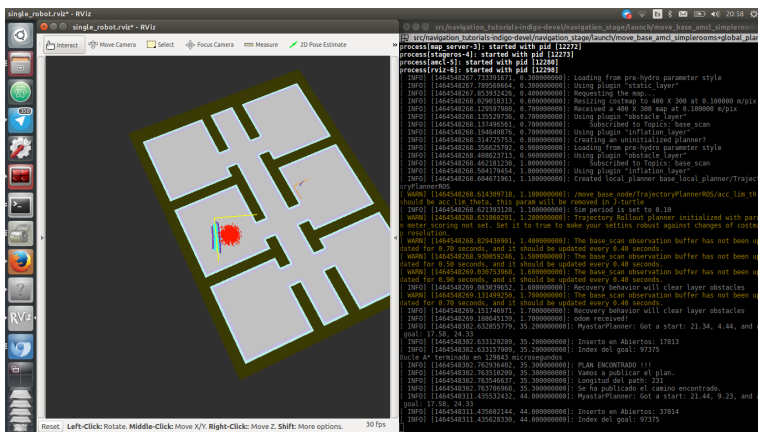 single_robot.rviz* - RViz
20:58
single_robot.rviz* - RViz
Interact Move Camera Select Focus Camera Measure 2D Pose Estimate »
src/navigation_tutorials-indigo-devel/navigation_stage/launch/move_base_amcl_simplerooms+global_plan
src/navigation_tutorials-indigo-devel/navigation_stage/launch/move_base_amcl_simplerooms
process[map_server-3]: started with pid [12272]
process[stageros-4]: started with pid [12273]
process[amcl-5]: started with pid [12280]
process[rviz-6]: started with pid [12298]
[ INFO] [1464548267.733391671, 0.300000000]: Loading from pre-hydro parameter style
[ INFO] [1464548267.789560664, 0.300000000]: Using plugin "static_layer"
[ INFO] [1464548267.853932426, 0.400000000]: Requesting the map...
[ INFO] [1464548268.029018313, 0.600000000]: Resizing costmap to 400 X 300 at 0.100000 m/pix
[ INFO] [1464548268.129597980, 0.700000000]: Received a 400 X 300 map at 0.100000 m/pix
[ INFO] [1464548268.135529736, 0.700000000]: Using plugin "obstacle_layer"
[ INFO] [1464548268.137496561, 0.700000000]: Subscribed to Topics: base_scan
[ INFO] [1464548268.194649876, 0.700000000]: Using plugin "inflation_layer"
[ INFO] [1464548268.314725753, 0.800000000]: Creating an uninitialized planner?
[ INFO] [1464548268.356625792, 0.900000000]: Loading from pre-hydro parameter style
[ INFO] [1464548268.408623713, 0.900000000]: Using plugin "obstacle_layer"
[ INFO] [1464548268.462181238, 1.000000000]: Subscribed to Topics: base_scan
[ INFO] [1464548268.504179454, 1.000000000]: Using plugin "inflation_layer"
[ INFO] [1464548268.604671961, 1.100000000]: Created local_planner base_local_planner/Traject
oryPlannerROS
[ WARN] [1464548268.614309718, 1.100000000]: /move_base_node/TrajectoryPlannerROS/acc_lim_th
should be acc_lim_theta, this param will be removed in J-turtle
[ INFO] [1464548268.621393128, 1.100000000]: Sim period is set to 0.10
[ WARN] [1464548268.631060291, 1.200000000]: Trajectory Rollout planner initialized with par
m meter_scoring not set. Set it to true to make your settins robust against changes of costma
p resolution.
[ WARN] [1464548268.829436901, 1.400000000]: The base_scan observation buffer has not been up
dated for 0.70 seconds, and it should be updated every 0.40 seconds.
[ WARN] [1464548268.930059246, 1.500000000]: The base_scan observation buffer has not been up
dated for 0.50 seconds, and it should be updated every 0.40 seconds.
[ WARN] [1464548269.030753968, 1.600000000]: The base_scan observation buffer has not been up
dated for 0.90 seconds, and it should be updated every 0.40 seconds.
[ INFO] [1464548269.083039652, 1.600000000]: Recovery behavior will clear layer obstacles
[ WARN] [1464548269.131499250, 1.700000000]: The base_scan observation buffer has not been up
dated for 0.70 seconds, and it should be updated every 0.40 seconds.
[ INFO] [1464548269.151746971, 1.700000000]: Recovery behavior will clear layer obstacles
[ INFO] [1464548269.188645139, 1.700000000]: odom received!
[ INFO] [1464548302.632855779, 35.200000000]: MyastarPlanner: Got a start: 21.34, 4.44, and a
goal: 17.58, 24.33
[ INFO] [1464548302.633129289, 35.200000000]: Inserto en Abiertos: 17813
[ INFO] [1464548302.633157909, 35.200000000]: Index del goal: 97375
Bucle A* terminado en 129843 microsegundos
[ INFO] [1464548302.762936402, 35.300000000]: PLAN ENCONTRADO !!!
[ INFO] [1464548302.763518209, 35.300000000]: Vamos a publicar el plan.
[ INFO] [1464548302.763546637, 35.300000000]: Longitud del path: 231
[ INFO] [1464548302.763706968, 35.300000000]: Se ha publicado el camino encontrado.
[ INFO] [1464548311.435532432, 44.000000000]: MyastarPlanner: Got a start: 21.44, 9.23, and a
goal: 17.58, 24.33
[ INFO] [1464548311.435602144, 44.000000000]: Inserto en Abiertos: 37014
[ INFO] [1464548311.435628330, 44.000000000]: Index del goal: 97375
RViz
Reset Left-Click: Rotate. Middle-Click: Move X/Y. Right-Click: Move Z. Shift: More options. 30 fps